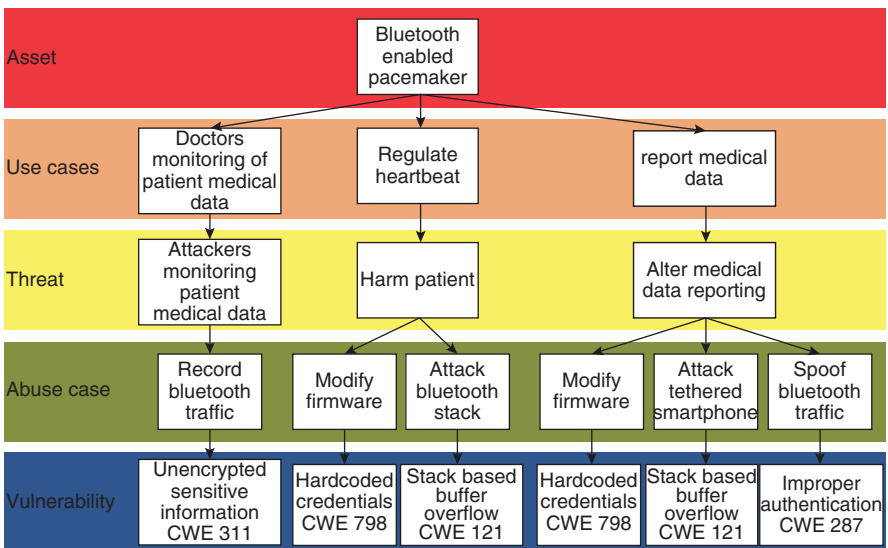 Asset
Bluetooth
enabled
pacemaker
Use cases
Doctors
monitoring of
patient medical
data
Regulate
heartbeat
report medical
data
Threat
Attackers
monitoring
patient
medical data
Harm patient
Alter medical
data reporting
Abuse case
Record
bluetooth
traffic
Modify
firmware
Attack
bluetooth
stack
Modify
firmware
Attack
tethered
smartphone
Spoof
bluetooth
traffic
Vulnerability
Unencrypted
sensitive
information
CWE 311
Hardcoded
credentials
CWE 798
Stack based
buffer
overflow
CWE 121
Hardcoded
credentials
CWE 798
Stack based
buffer
overflow
CWE 121
Improper
authentication
CWE 287